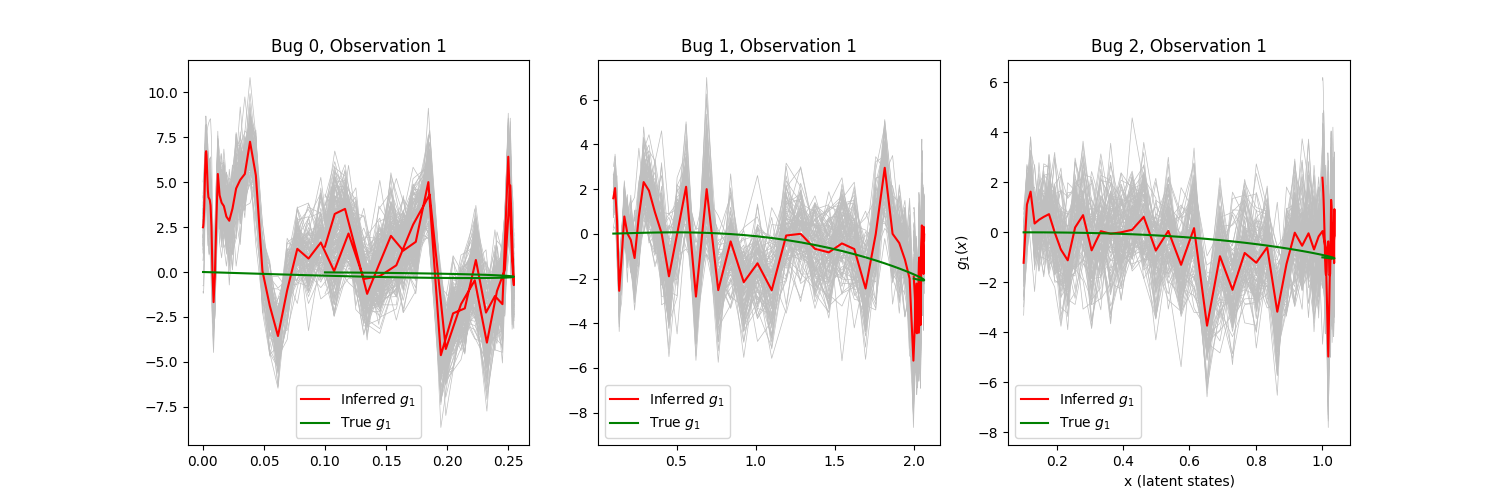 Bug 0, Observation 1
10.0
7.5
5.0
2.5
0.0
−2.5
−5.0
−7.5
0.00 0.05 0.10 0.15 0.20 0.25
Inferred g₁
True g₁
Bug 1, Observation 1
6
4
2
0
−2
−4
−6
−8
0.5 1.0 1.5 2.0
Inferred g₁
True g₁
Bug 2, Observation 1
g₁(x)
6
4
2
0
−2
−4
−6
−8
0.2 0.4 0.6 0.8 1.0
x (latent states)
Inferred g₁
True g₁